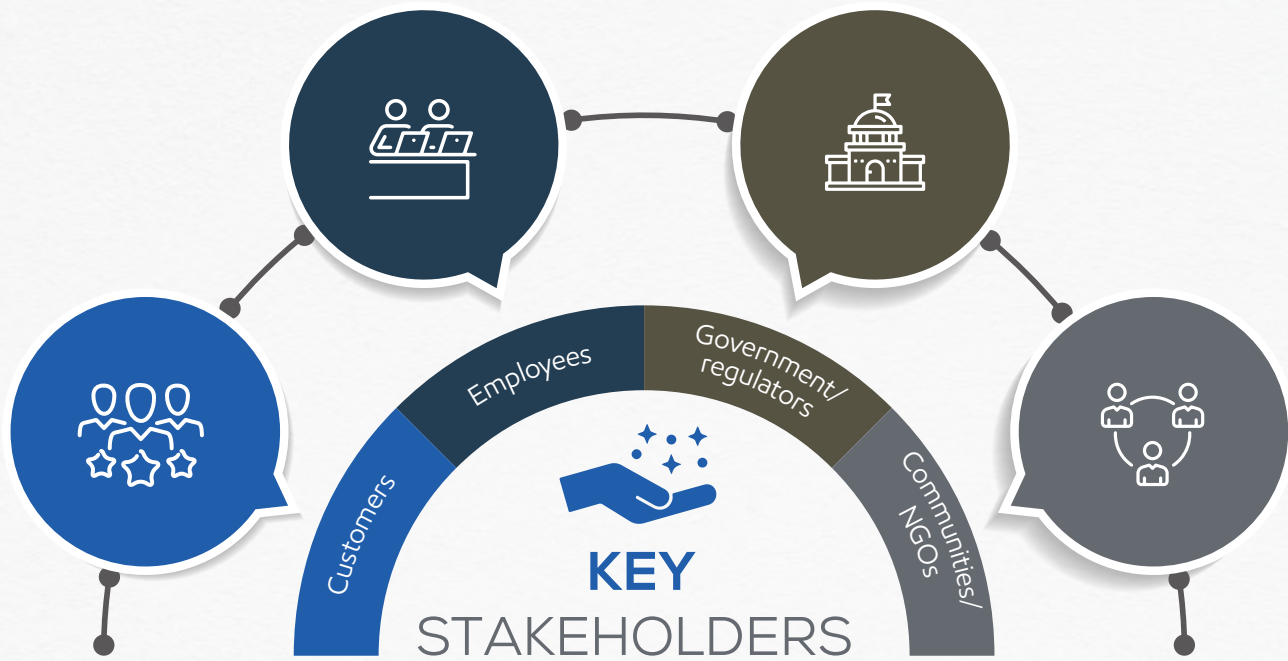 Customers
Employees
Government/
regulators
Communities/
NGOs
KEY
STAKEHOLDERS